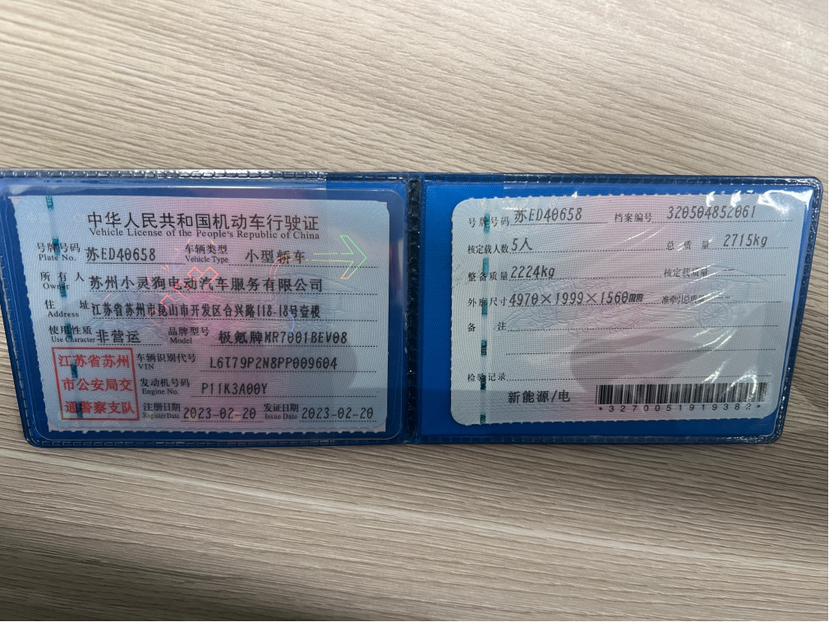 中华人民共和国机动车行驶证
Vehicle License of the People's Republic of China
号牌号码 苏ED40658 车辆类型 小型轿车
Plate No. Vehicle Type
所有人 苏州小灵狗电动汽车服务有限公司
Owner
住址 江苏省苏州市昆山市开发区合兴路118-18号壹楼
Address
使用性质 非营运 品牌型号 极氪牌MR7001BEV08
Use Character Model
江苏省苏州
市公安局交
通警察支队
车辆识别代号 L6T79P2N8PP009604
VIN
发动机号码 P11K3A00Y
Engine No.
注册日期 2023-02-20 发证日期 2023-02-20
Register Date Issue Date
号牌号码 苏ED40658 档案编号 320504852061
核定载人数 5人 总质量 2715kg
整备质量 2224kg 核定载质量 --
外廓尺寸 4970×1999×1560mm 准牵引总质量 --
备注
检验记录
新能源/电
*3270051919382*